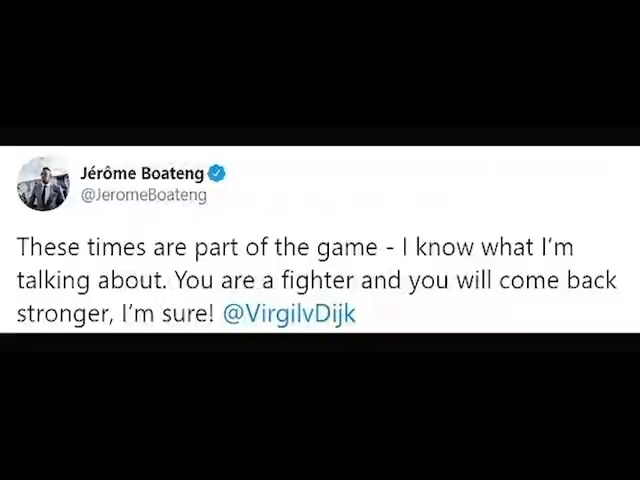 Jérôme Boateng
@JeromeBoateng
These times are part of the game - I know what I'm
talking about. You are a fighter and you will come back
stronger, I'm sure! @VirgilvDijk